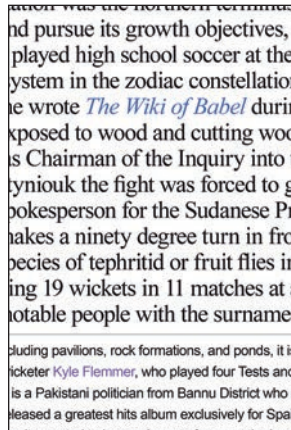 ation was the northern terminus
nd pursue its growth objectives,
played high school soccer at the
ystem in the zodiac constellation
he wrote The Wiki of Babel durin
xposed to wood and cutting woo
as Chairman of the Inquiry into
tyniouk the fight was forced to g
pokesperson for the Sudanese Pr
nakes a ninety degree turn in fro
pecies of tephritid or fruit flies in
ing 19 wickets in 11 matches at
notable people with the surname
cluding pavilions, rock formations, and ponds, it is
ricketer Kyle Flemmer, who played four Tests and
is a Pakistani politician from Bannu District who
eleased a greatest hits album exclusively for Spa